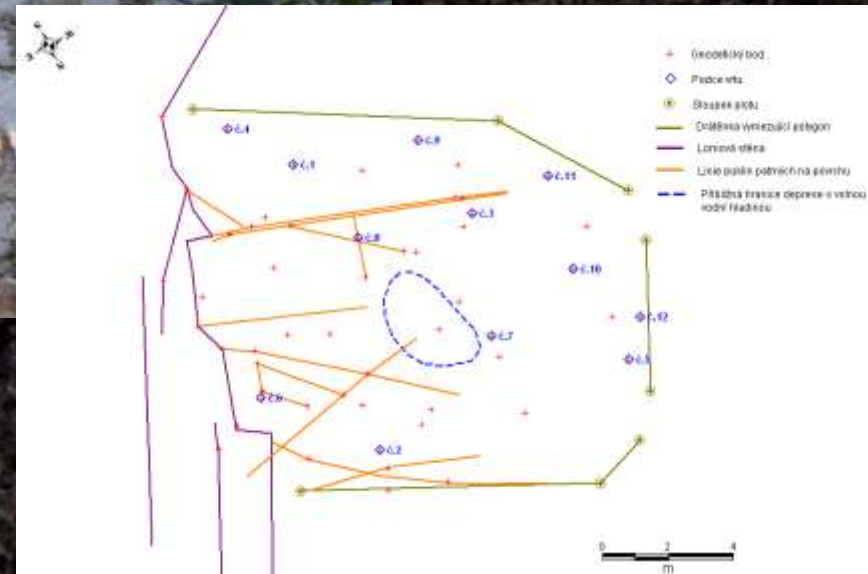 Geodetický bod
Pozice vrtu
Sloupek plotu
Drátěnka vymezující polygon
Lomová stěna
Linie puklin patrných na povrchu
Přibližná hranice deprese s volnou
vodní hladinou
č.4
č.9
č.1
č.11
č.3
č.8
č.10
č.12
č.7
č.5
č.6
č.2
0 2 4
m